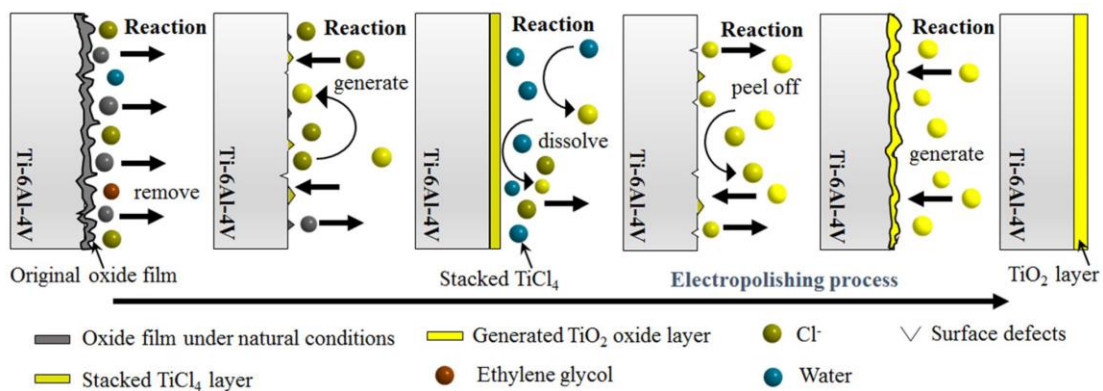 Reaction
Reaction
Reaction
Reaction
Reaction
Ti-6Al-4V
remove
Ti-6Al-4V
generate
Ti-6Al-4V
dissolve
Ti-6Al-4V
peel off
Ti-6Al-4V
generate
Ti-6Al-4V
Original oxide film
Stacked TiCl₄
Electropolishing process
TiO₂ layer
Oxide film under natural conditions
Generated TiO₂ oxide layer
Cl⁻
Surface defects
Stacked TiCl₄ layer
Ethylene glycol
Water